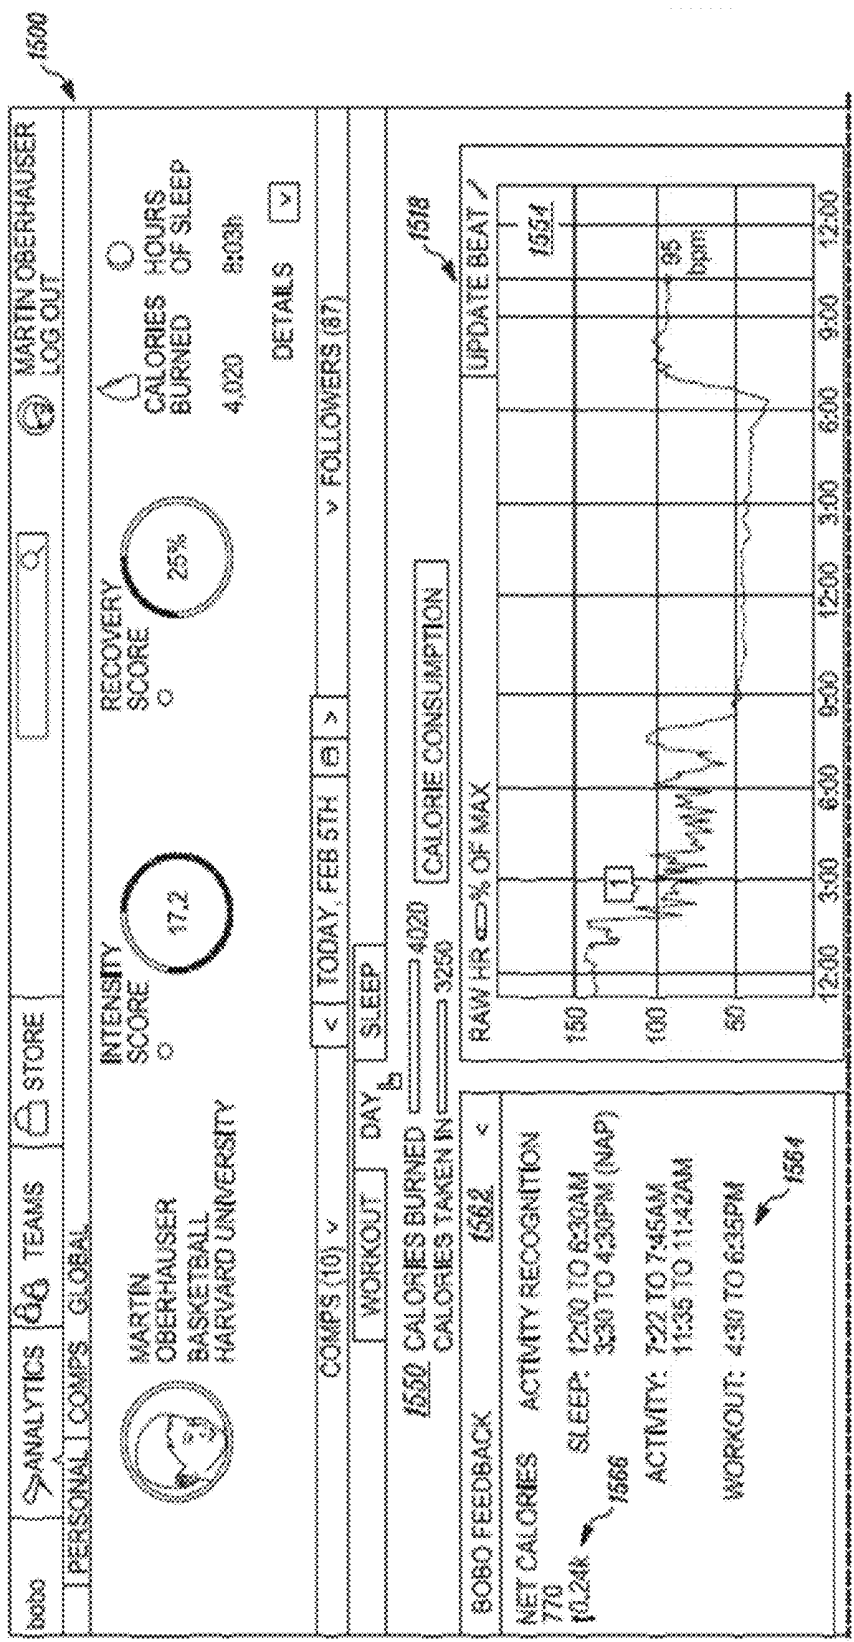 1500
bobo ANALYTICS TEAMS STORE MARTIN OBERHAUSER
LOG OUT
PERSONAL COMPS GLOBAL
MARTIN
OBERHAUSER
BASKETBALL
HARVARD UNIVERSITY
INTENSITY
SCORE
17.2
RECOVERY
SCORE
25%
CALORIES
BURNED
4,020
HOURS
OF SLEEP
8:03h
DETAILS v
COMPS (10) v < TODAY, FEB 5TH > v FOLLOWERS (87)
WORKOUT DAY SLEEP
1550 CALORIES BURNED 4020
CALORIES TAKEN IN 3250
CALORIE CONSUMPTION
1518
BOBO FEEDBACK 1562 <
NET CALORIES
770
0.24k
1566
ACTIVITY RECOGNITION
SLEEP: 12:00 TO 6:30AM
3:30 TO 4:30PM (NAP)
ACTIVITY: 7:22 TO 7:45AM
11:35 TO 11:42AM
WORKOUT: 4:30 TO 6:35PM
1564
RAW HR % OF MAX UPDATE BEAT
1554
150
100
50
1
95
bpm
12:00 3:00 6:00 9:00 12:00 3:00 6:00 9:00 12:00